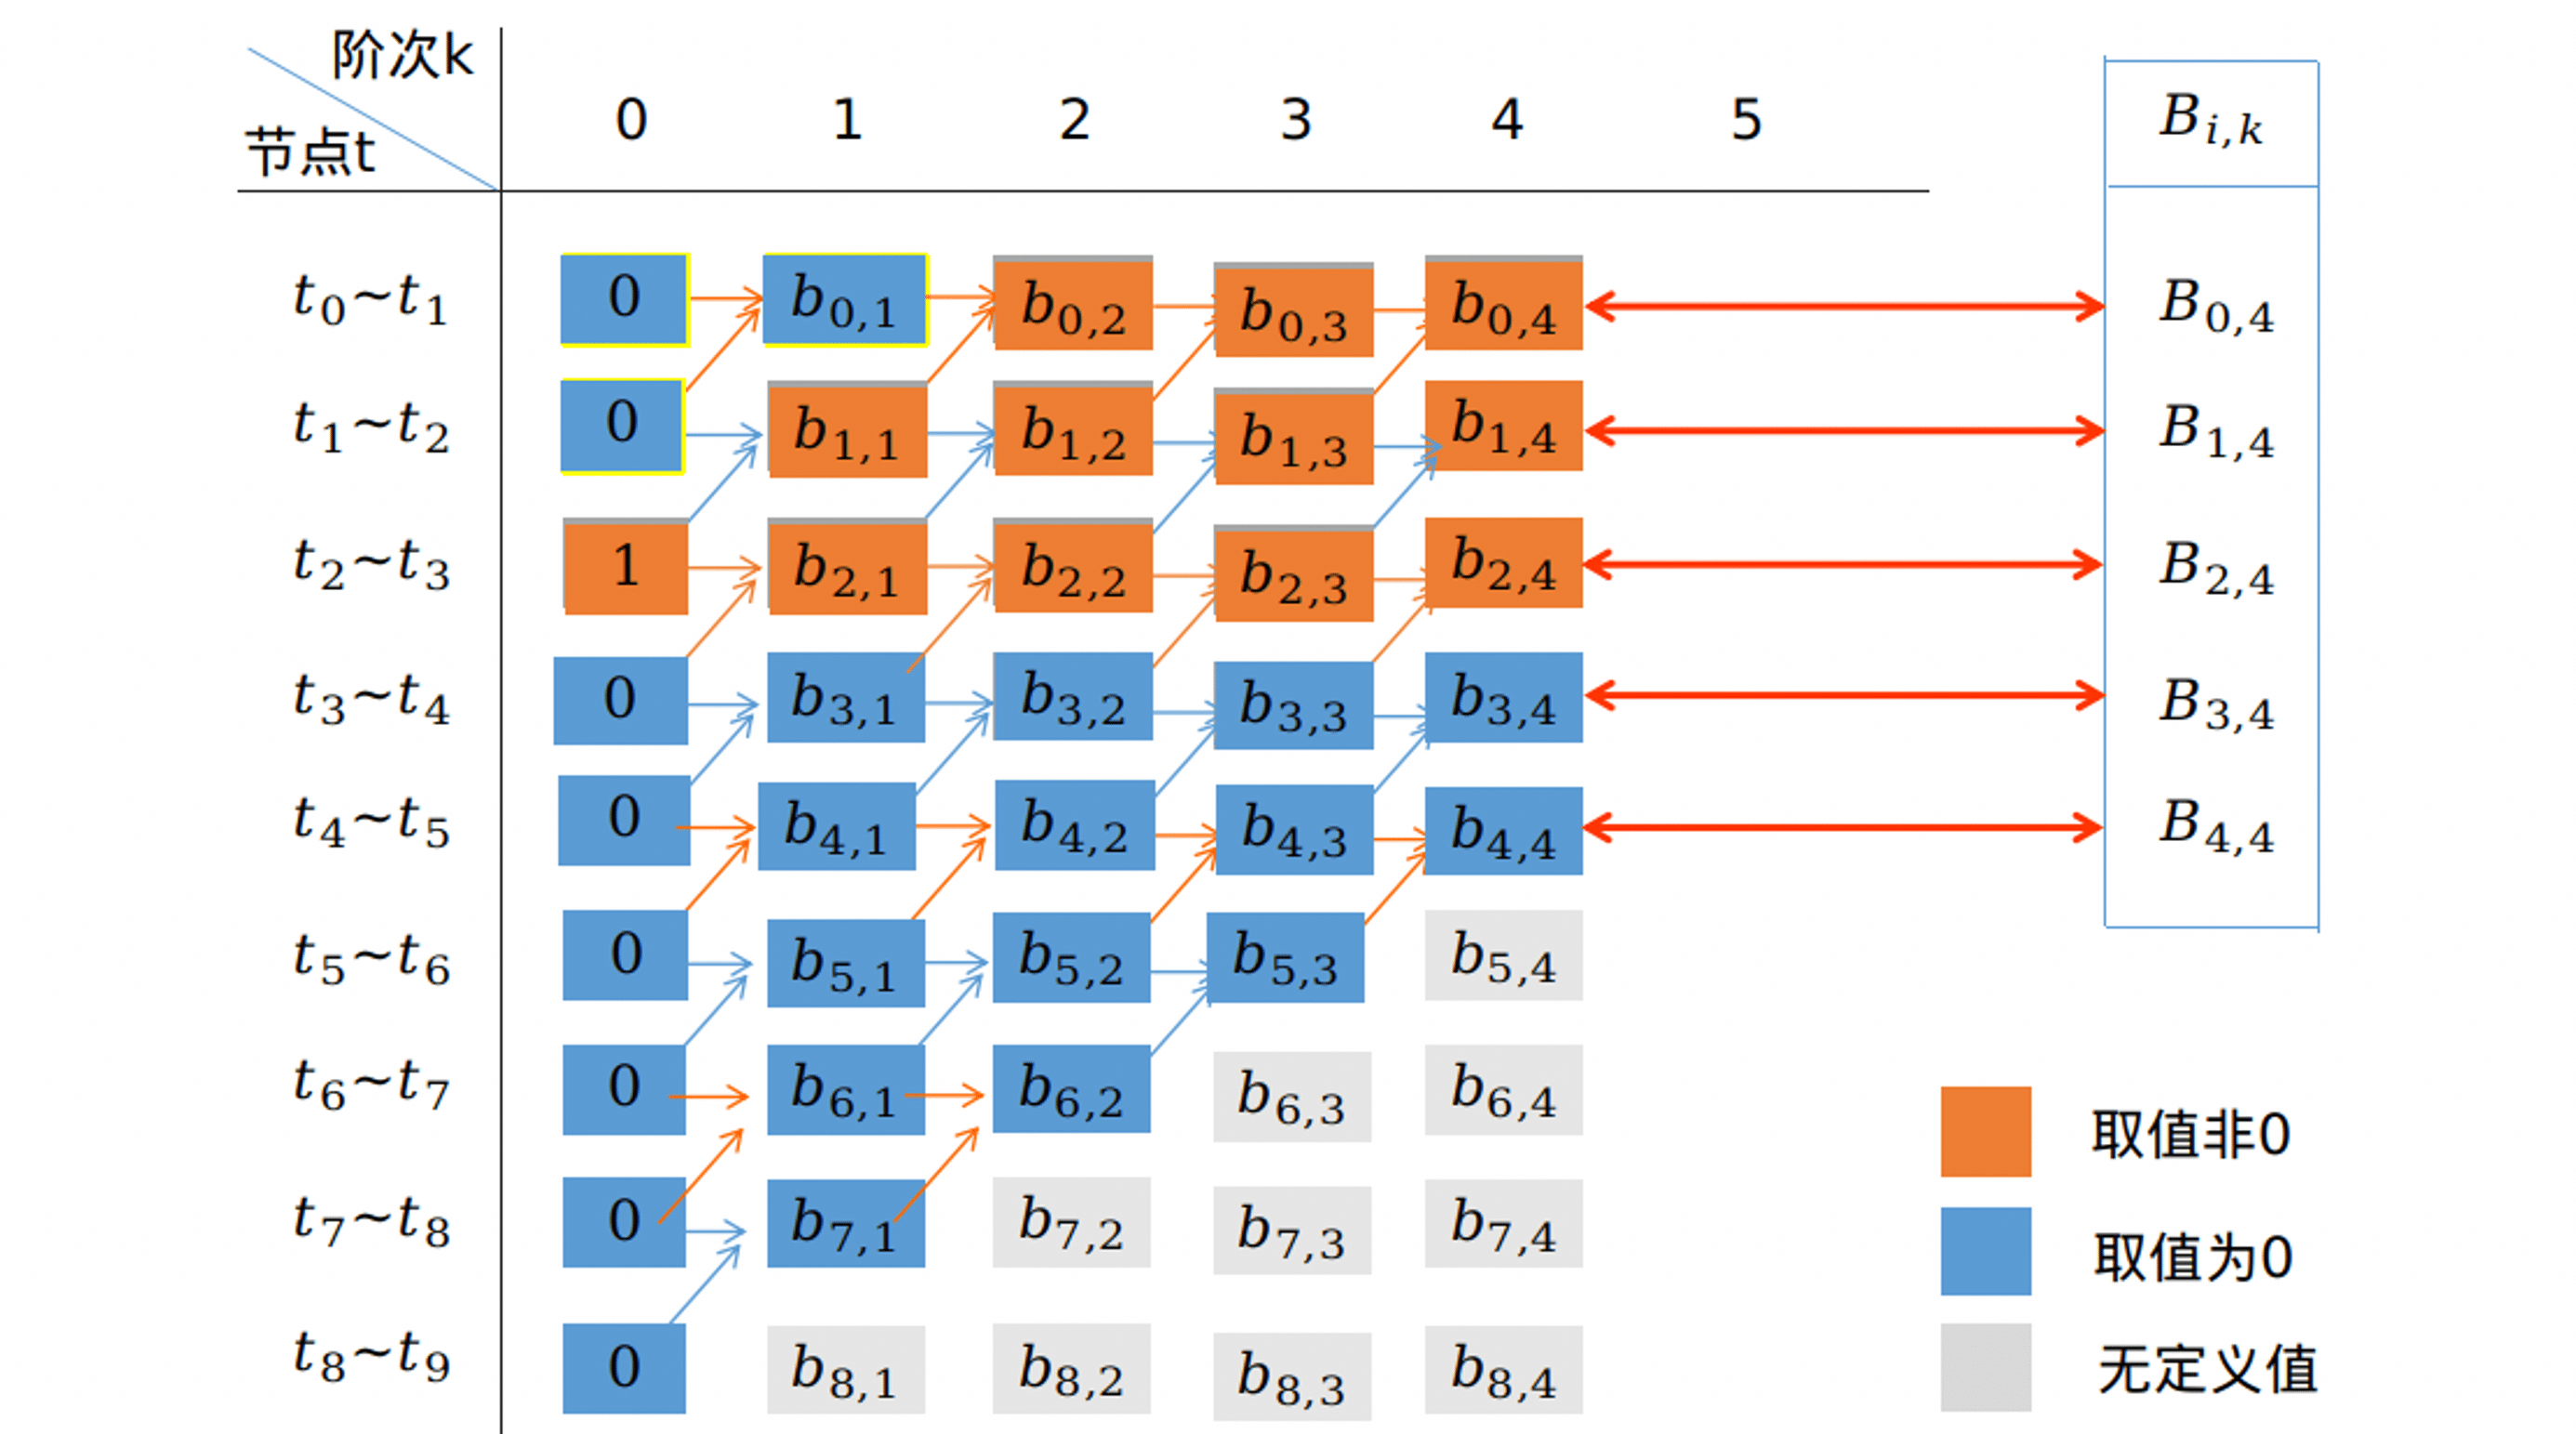 阶次k
节点t
0 1 2 3 4 5
B_{i,k}
t_0~t_1 0 b_{0,1} b_{0,2} b_{0,3} b_{0,4} B_{0,4}
t_1~t_2 0 b_{1,1} b_{1,2} b_{1,3} b_{1,4} B_{1,4}
t_2~t_3 1 b_{2,1} b_{2,2} b_{2,3} b_{2,4} B_{2,4}
t_3~t_4 0 b_{3,1} b_{3,2} b_{3,3} b_{3,4} B_{3,4}
t_4~t_5 0 b_{4,1} b_{4,2} b_{4,3} b_{4,4} B_{4,4}
t_5~t_6 0 b_{5,1} b_{5,2} b_{5,3} b_{5,4}
t_6~t_7 0 b_{6,1} b_{6,2} b_{6,3} b_{6,4}
t_7~t_8 0 b_{7,1} b_{7,2} b_{7,3} b_{7,4}
t_8~t_9 0 b_{8,1} b_{8,2} b_{8,3} b_{8,4}
取值非0
取值为0
无定义值